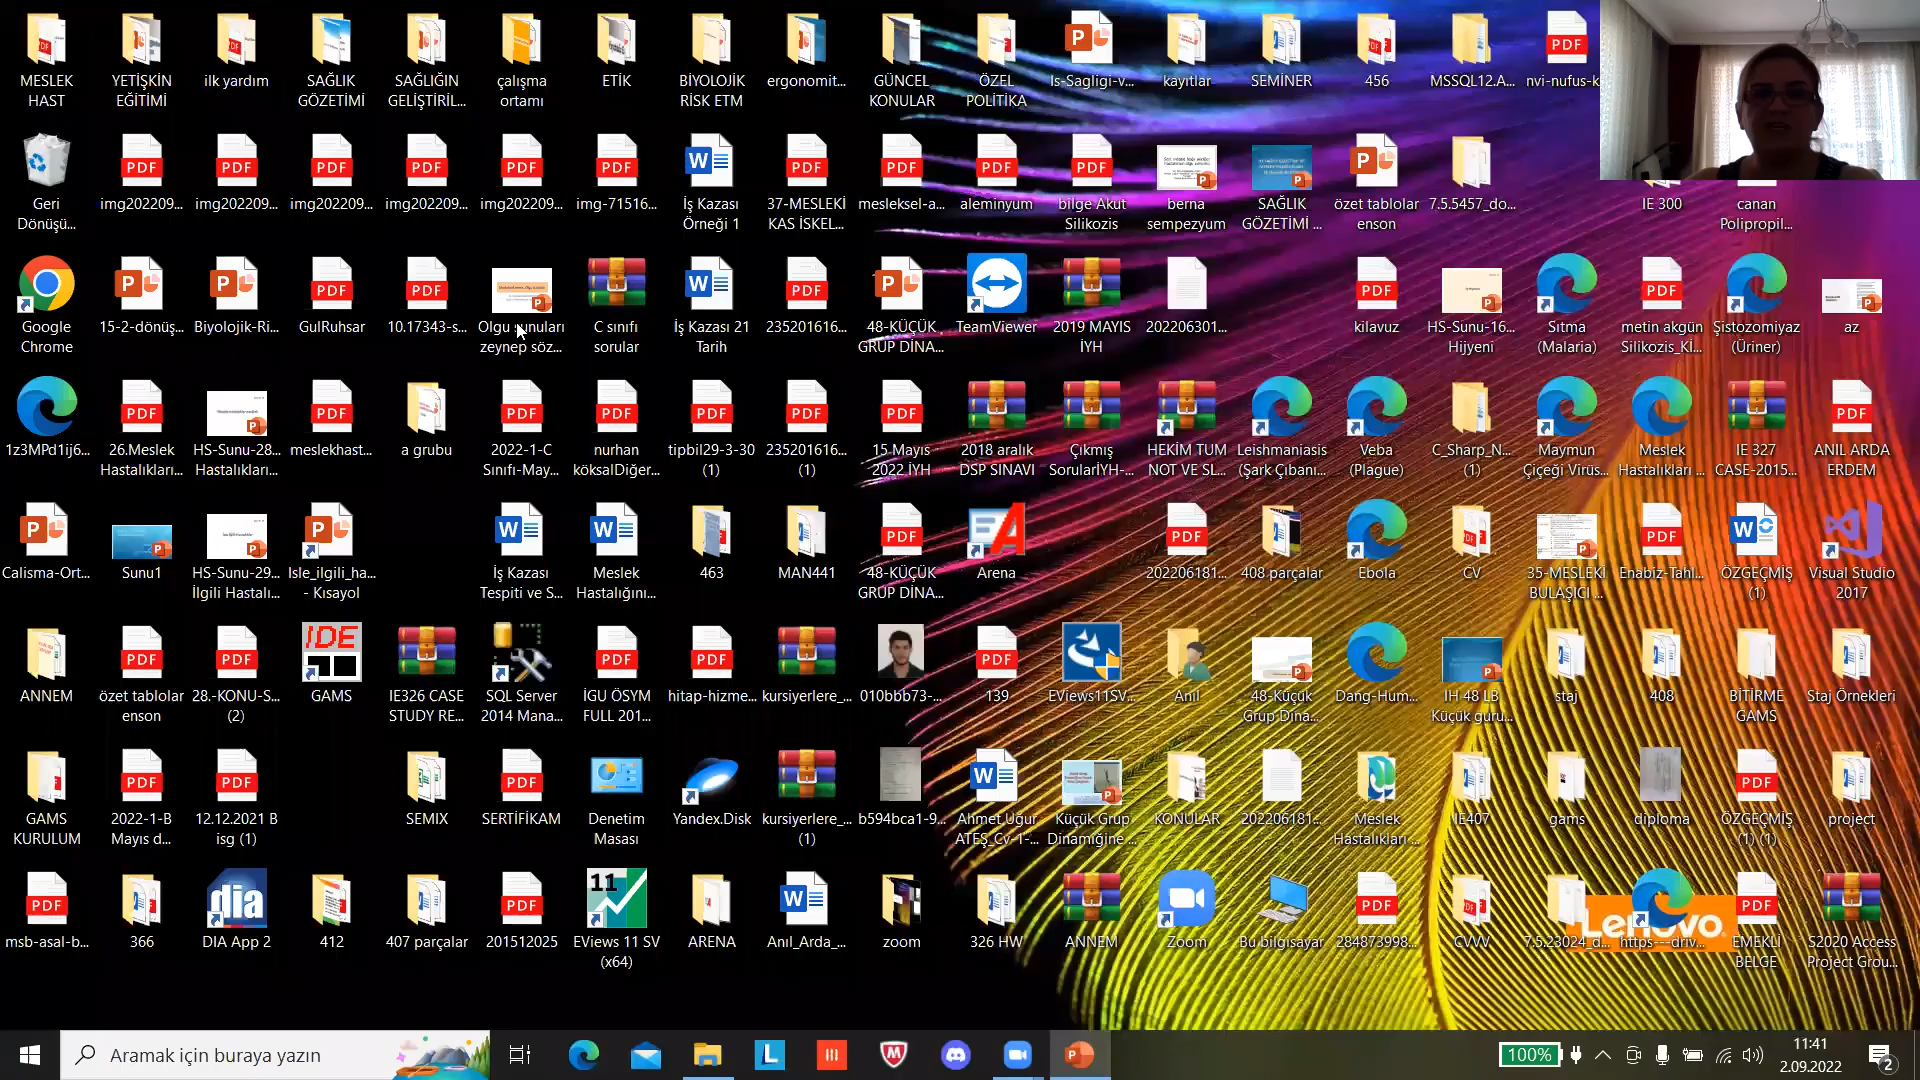 MESLEK
HAST
YETİŞKİN
EĞİTİMİ
ilk yardım
SAĞLIK
GÖZETİMİ
SAĞLIĞIN
GELİŞTİRİL...
çalışma
ortamı
ETİK
BİYOLOJİK
RİSK ETM
ergonomit...
GÜNCEL
KONULAR
ÖZEL
POLİTİKA
Is-Sagligi-v...
kayıtlar
SEMİNER
456
MSSQL12.A...
nvi-nufus-k
Geri
Dönüşü...
img202209...
img202209...
img202209...
img202209...
img202209...
img-71516...
İş Kazası
Örneği 1
37-MESLEKİ
KAS İSKEL...
mesleksel-a...
aleminyum
bilge Akut
Silikozis
berna
sempezyum
SAĞLIK
GÖZETİMİ ...
özet tablolar
enson
7.5.5457_do...
IE 300
canan
Polipropil...
Google
Chrome
15-2-dönüş...
Biyolojik-Ri...
GulRuhsar
10.17343-s...
Olgu sunuları
zeynep söz...
C sınıfı
sorular
İş Kazası 21
Tarih
235201616...
48-KÜÇÜK
GRUP DİNA...
TeamViewer
2019 MAYIS
İYH
202206301...
kilavuz
HS-Sunu-16...
Hijyeni
Sıtma
(Malaria)
metin akgün
Silikozis_Kİ...
Şistozomiyaz
(Üriner)
az
1z3MPd1ij6...
26.Meslek
Hastalıkları...
HS-Sunu-28...
Hastalıkları...
meslekhast...
a grubu
2022-1-C
Sınıfı-May...
nurhan
köksalDiğer...
tipbil29-3-30
(1)
235201616...
(1)
15 Mayıs
2022 İYH
2018 aralık
DSP SINAVI
Çıkmış
SorularİYH-...
HEKİM TUM
NOT VE SL...
Leishmaniasis
(Şark Çıbanı...
Veba
(Plague)
C_Sharp_N...
(1)
Maymun
Çiçeği Virüs...
Meslek
Hastalıkları ...
IE 327
CASE-2015...
ANIL ARDA
ERDEM
Calisma-Ort...
Sunu1
HS-Sunu-29...
İlgili Hastalı...
Isle_ilgili_ha...
- Kısayol
İş Kazası
Tespiti ve S...
Meslek
Hastalığını...
463
MAN441
48-KÜÇÜK
GRUP DİNA...
Arena
202206181...
408 parçalar
Ebola
CV
35-MESLEKİ
BULAŞICI ...
Enabiz-Tahl...
ÖZGEÇMİŞ
(1)
Visual Studio
2017
ANNEM
özet tablolar
enson
28.-KONU-S...
(2)
IDE
GAMS
IE326 CASE
STUDY RE...
SQL Server
2014 Mana...
İGU ÖSYM
FULL 201...
hitap-hizme...
kursiyerlere_...
010bbb73-...
139
EViews11SV...
Anıl
48-Küçük
Grup Dina...
Dang-Hum...
IH 48 LB
Küçük guru...
staj
408
BİTİRME
GAMS
Staj Örnekleri
GAMS
KURULUM
2022-1-B
Mayıs d...
12.12.2021 B
isg (1)
SEMIX
SERTİFİKAM
Denetim
Masası
Yandex.Disk
kursiyerlere_...
(1)
b594bca1-9...
Ahmet Uğur
ATEŞ_Cv-1-...
Küçük Grup
Dinamiğine ...
KONULAR
202206181...
Meslek
Hastalıkları ...
IE407
gams
diploma
ÖZGEÇMİŞ
(1) (1)
project
msb-asal-b...
366
dia
DIA App 2
412
407 parçalar
201512025
11
EViews 11 SV
(x64)
ARENA
Anıl_Arda_...
zoom
326 HW
ANNEM
Zoom
Bu bilgisayar
284873998...
CVVV
7.5.23024_d...
Lenovo
https---driv...
EMEKLİ
BELGE
S2020 Access
Project Grou...
Aramak için buraya yazın
100%
11:41
2.09.2022
2